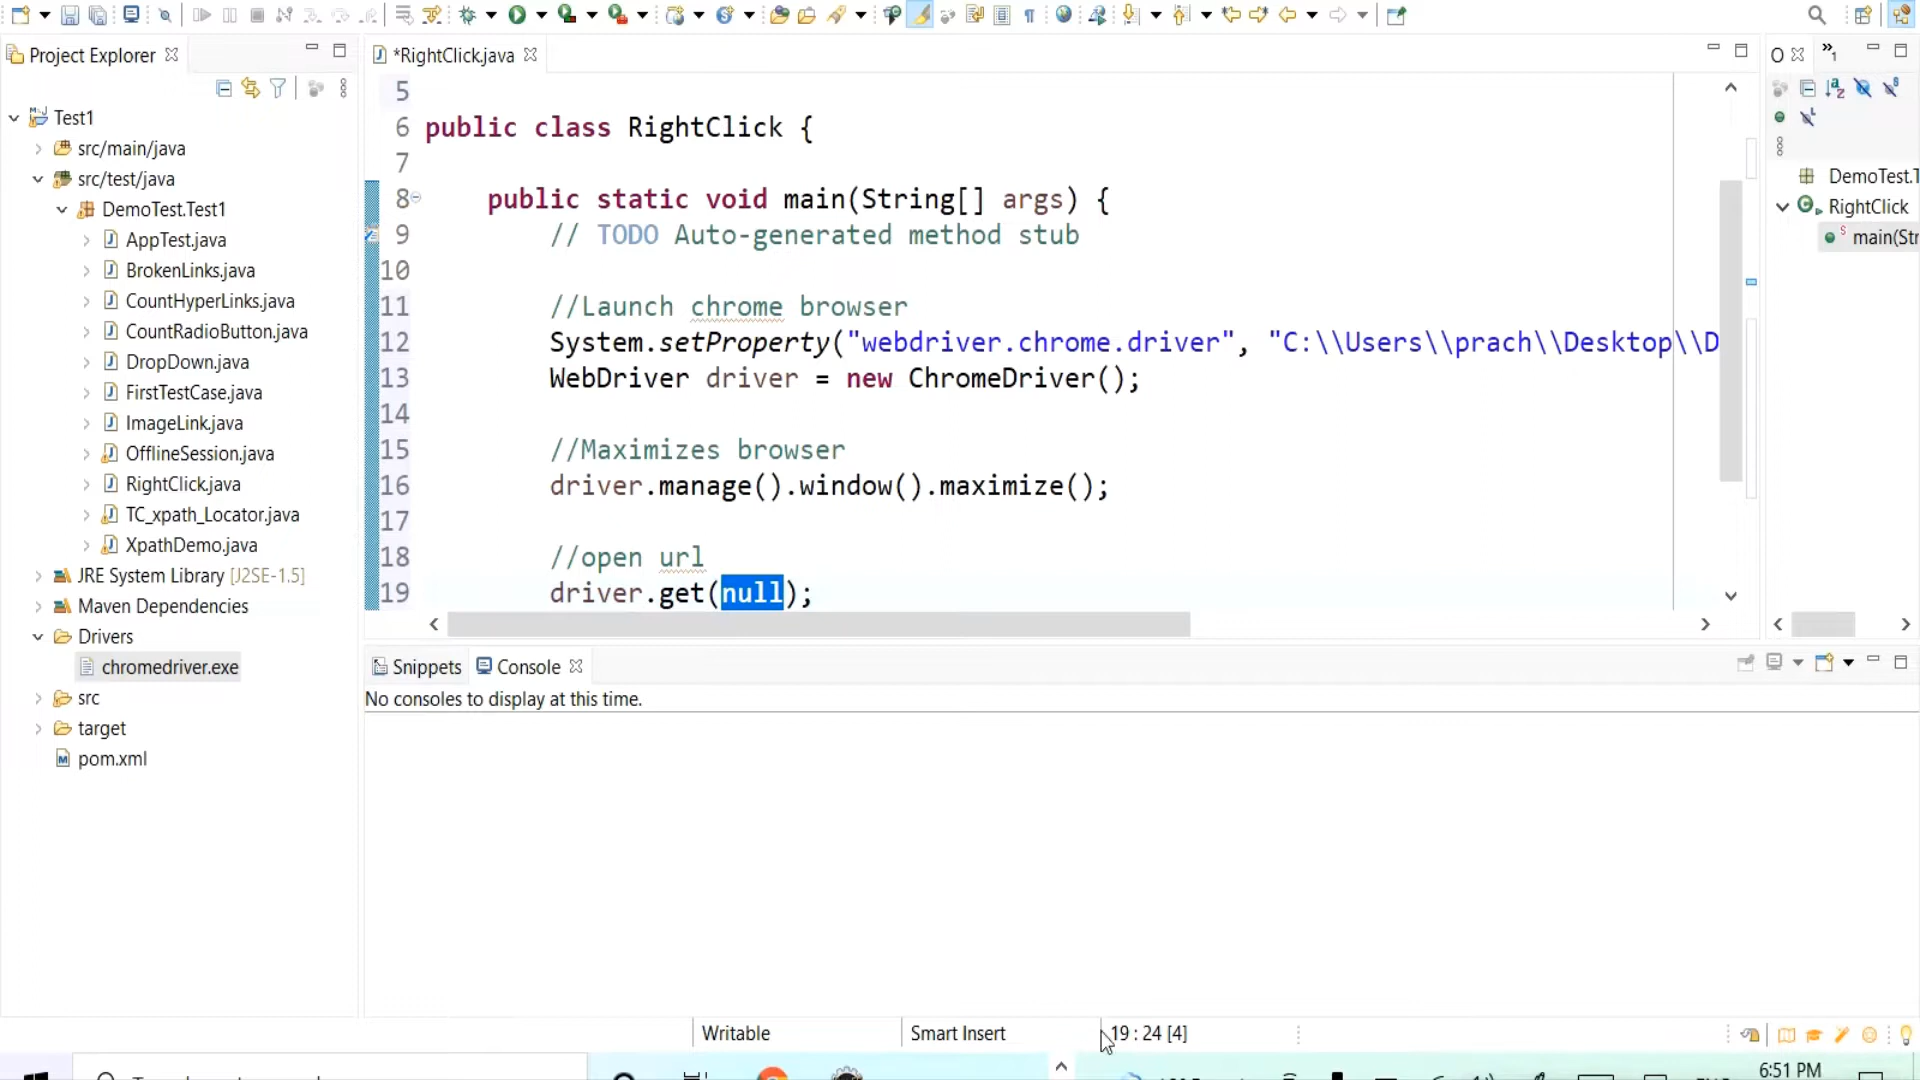 Project Explorer
*RightClick.java
Test1
src/main/java
src/test/java
DemoTest.Test1
AppTest.java
BrokenLinks.java
CountHyperLinks.java
CountRadioButton.java
DropDown.java
FirstTestCase.java
ImageLink.java
OfflineSession.java
RightClick.java
TC_xpath_Locator.java
XpathDemo.java
JRE System Library [J2SE-1.5]
Maven Dependencies
Drivers
chromedriver.exe
src
target
pom.xml
5
6 public class RightClick {
7
8 public static void main(String[] args) {
9 // TODO Auto-generated method stub
10
11 //Launch chrome browser
12 System.setProperty("webdriver.chrome.driver", "C:\\Users\\prach\\Desktop\\D
13 WebDriver driver = new ChromeDriver();
14
15 //Maximizes browser
16 driver.manage().window().maximize();
17
18 //open url
19 driver.get(null);
DemoTest.T
RightClick
main(Str
Snippets
Console
No consoles to display at this time.
Writable
Smart Insert
19 : 24 [4]
6:51 PM